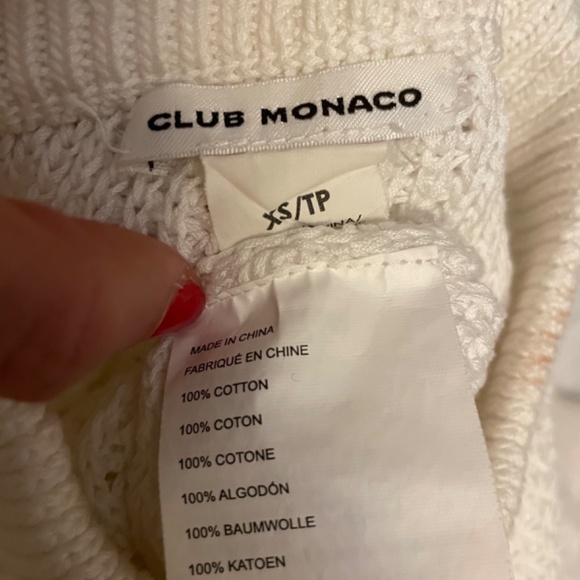 CLUB MONACO
XS/TP
MADE IN CHINA
FABRIQUÉ EN CHINE
100% COTTON
100% COTON
100% COTONE
100% ALGODÓN
100% BAUMWOLLE
100% KATOEN